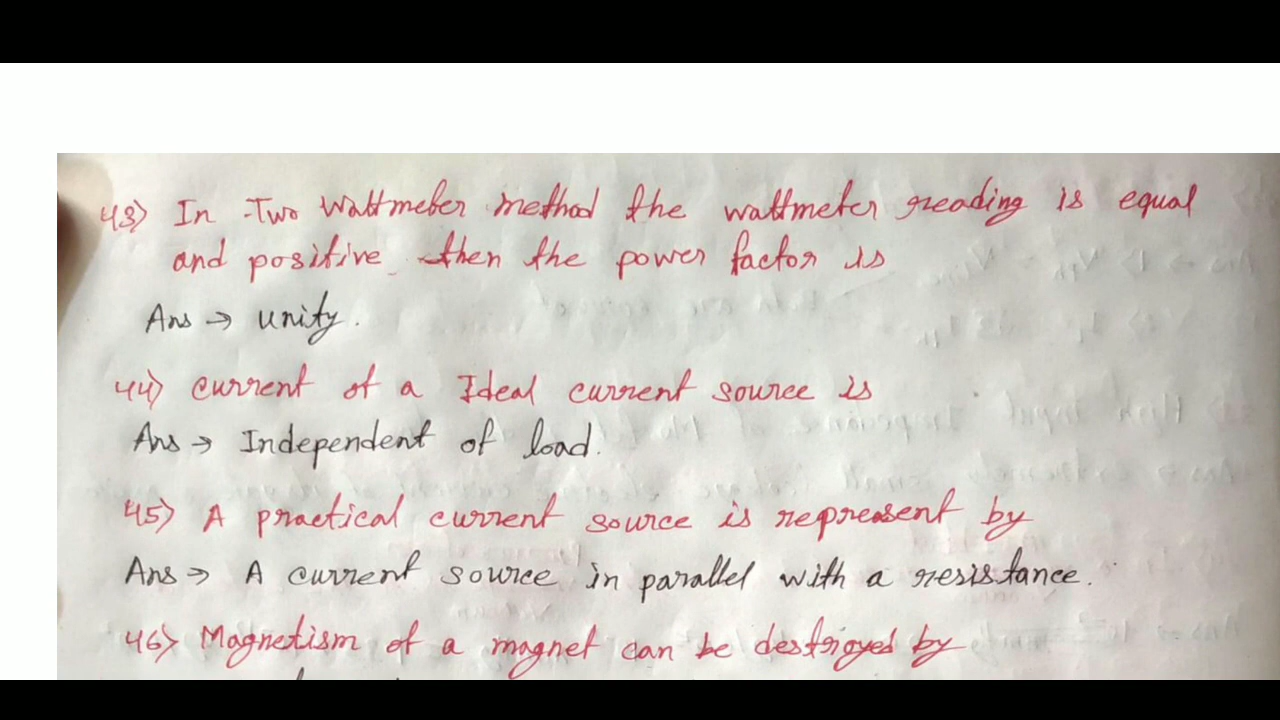 43) In Two Wattmeter method the wattmeter reading is equal
and positive then the power factor is
Ans → unity.
44) current of a Ideal current source is
Ans → Independent of load.
45) A practical current source is represent by
Ans → A current source in parallel with a resistance.
46) Magnetism of a magnet can be destroyed by